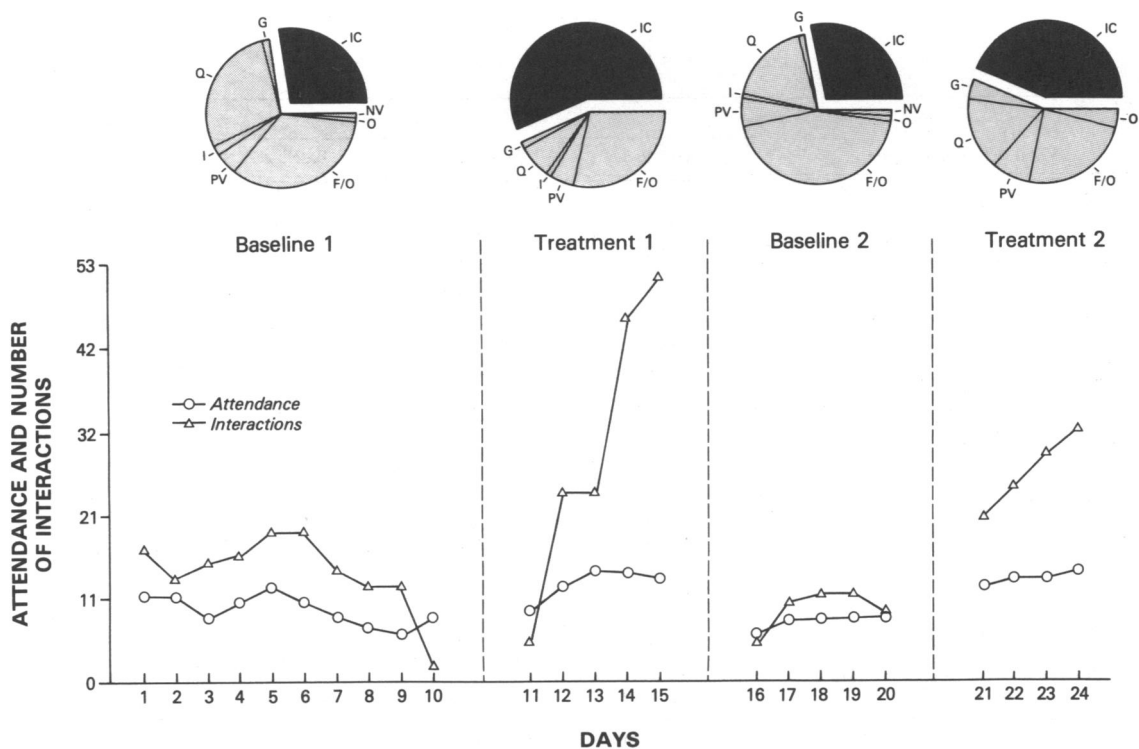 G
IC
Q
NV
O
I
PV
F/O
IC
G
Q
I
PV
F/O
G
IC
Q
I
NV
PV
O
F/O
IC
G
O
Q
PV
F/O
Baseline 1
Treatment 1
Baseline 2
Treatment 2
ATTENDANCE AND NUMBER
OF INTERACTIONS
53
42
32
21
11
0
Attendance
Interactions
1 2 3 4 5 6 7 8 9 10 11 12 13 14 15 16 17 18 19 20 21 22 23 24
DAYS